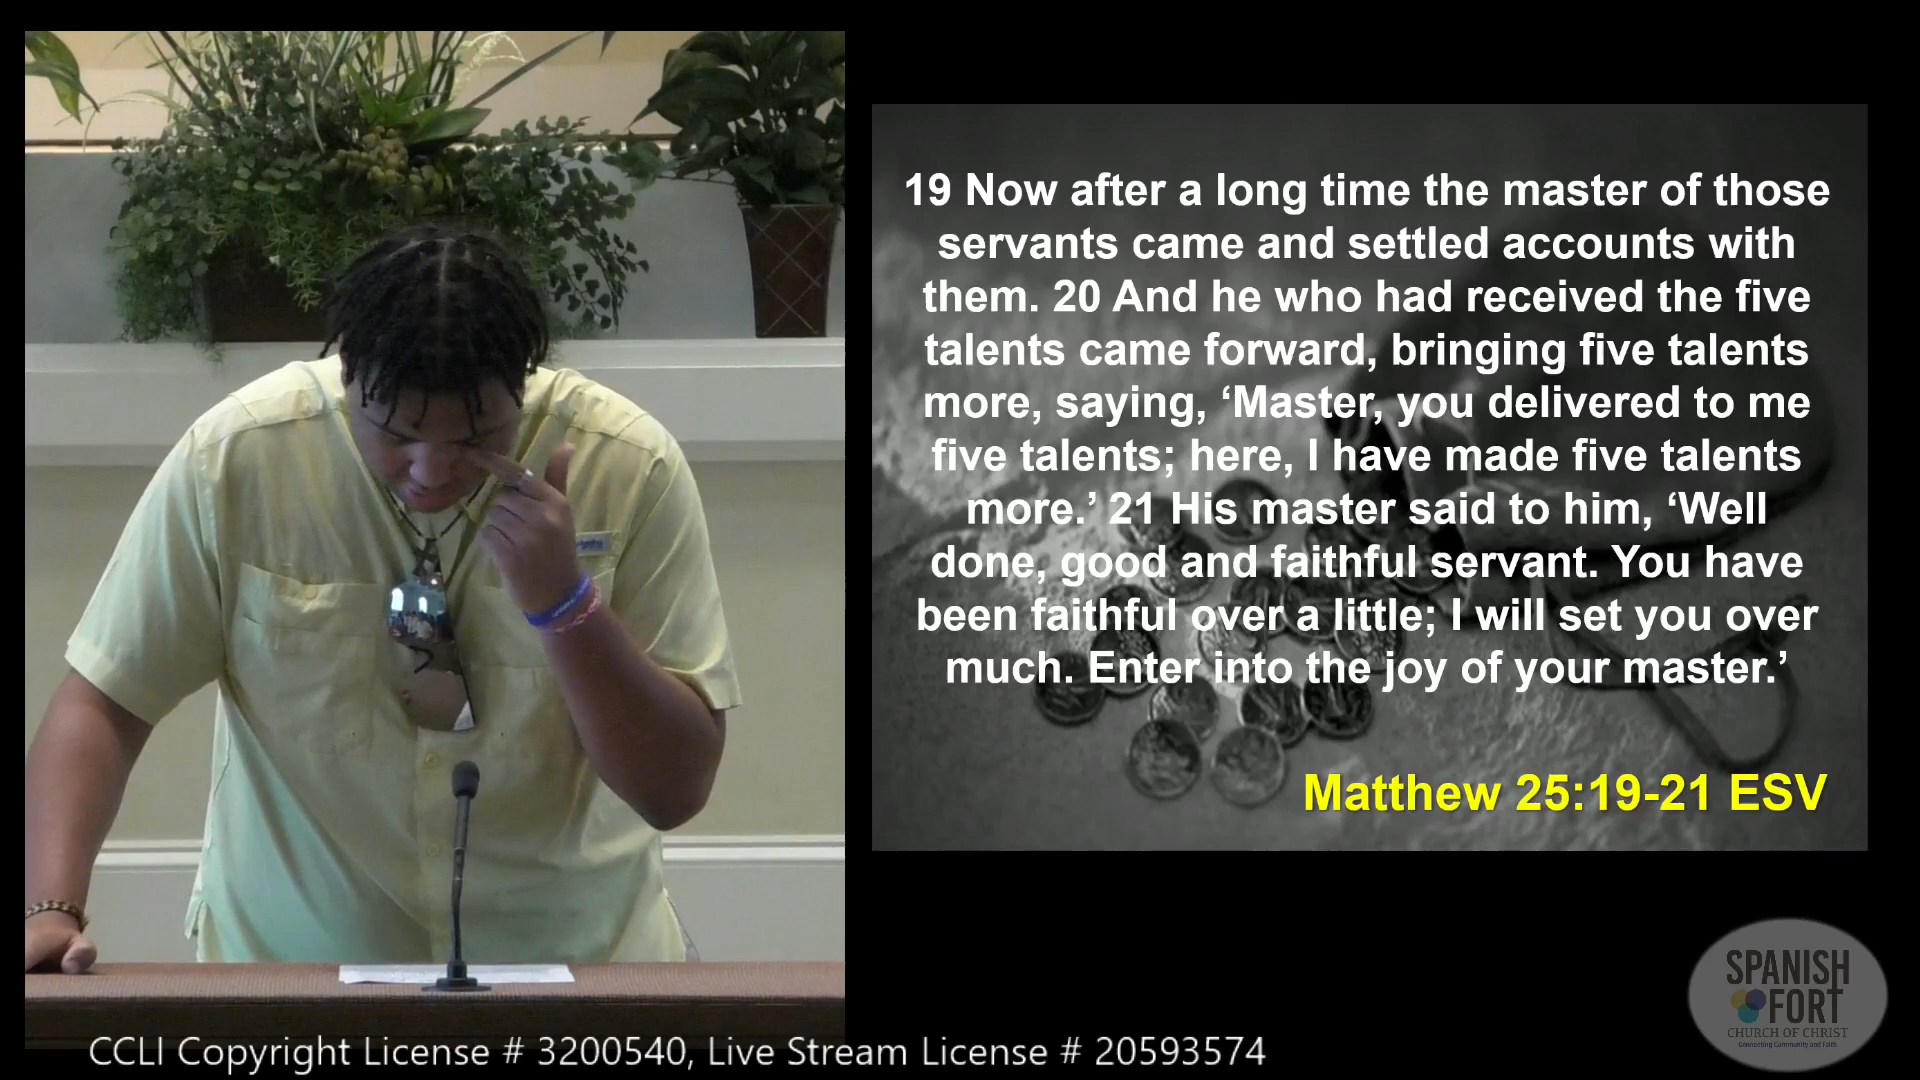 19 Now after a long time the master of those
servants came and settled accounts with
them. 20 And he who had received the five
talents came forward, bringing five talents
more, saying, ‘Master, you delivered to me
five talents; here, I have made five talents
more.’ 21 His master said to him, ‘Well
done, good and faithful servant. You have
been faithful over a little; I will set you over
much. Enter into the joy of your master.’
Matthew 25:19-21 ESV
SPANISH
FORT
CHURCH OF CHRIST
Connecting Community and Faith
CCLI Copyright License # 3200540, Live Stream License # 20593574